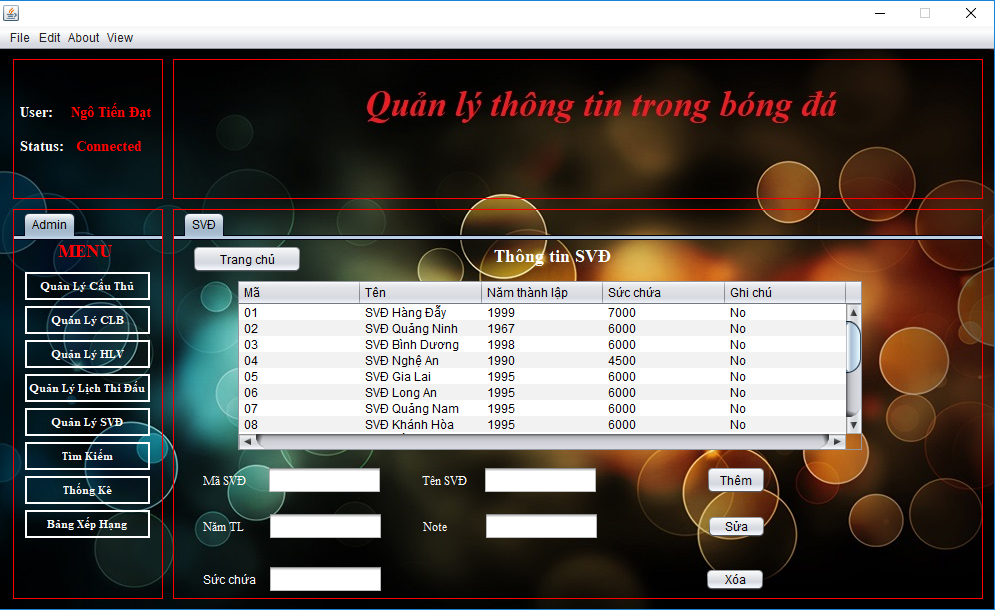 File Edit About View
User: Ngô Tiến Đạt
Status: Connected
Quản lý thông tin trong bóng đá
Admin
MENU
Quản Lý Cầu Thủ
Quản Lý CLB
Quản Lý HLV
Quản Lý Lịch Thi Đấu
Quản Lý SVĐ
Tìm Kiếm
Thống Kê
Bảng Xếp Hạng
SVĐ
Trang chủ
Thông tin SVĐ
Mã Tên Năm thành lập Sức chứa Ghi chú
01 SVĐ Hàng Đẫy 1999 7000 No
02 SVĐ Quảng Ninh 1967 6000 No
03 SVĐ Bình Dương 1998 6000 No
04 SVĐ Nghệ An 1990 4500 No
05 SVĐ Gia Lai 1995 6000 No
06 SVĐ Long An 1995 6000 No
07 SVĐ Quảng Nam 1995 6000 No
08 SVĐ Khánh Hòa 1995 6000 No
Mã SVĐ Tên SVĐ Thêm
Năm TL Note Sửa
Sức chứa Xóa